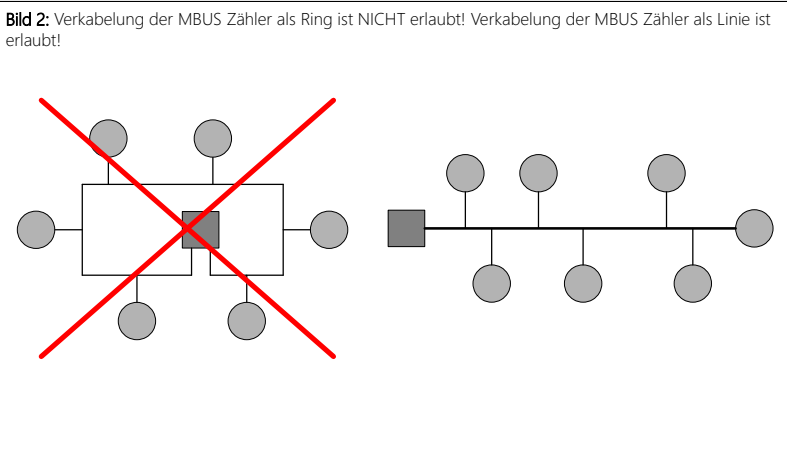 Bild 2: Verkabelung der MBUS Zähler als Ring ist NICHT erlaubt! Verkabelung der MBUS Zähler als Linie ist
erlaubt!